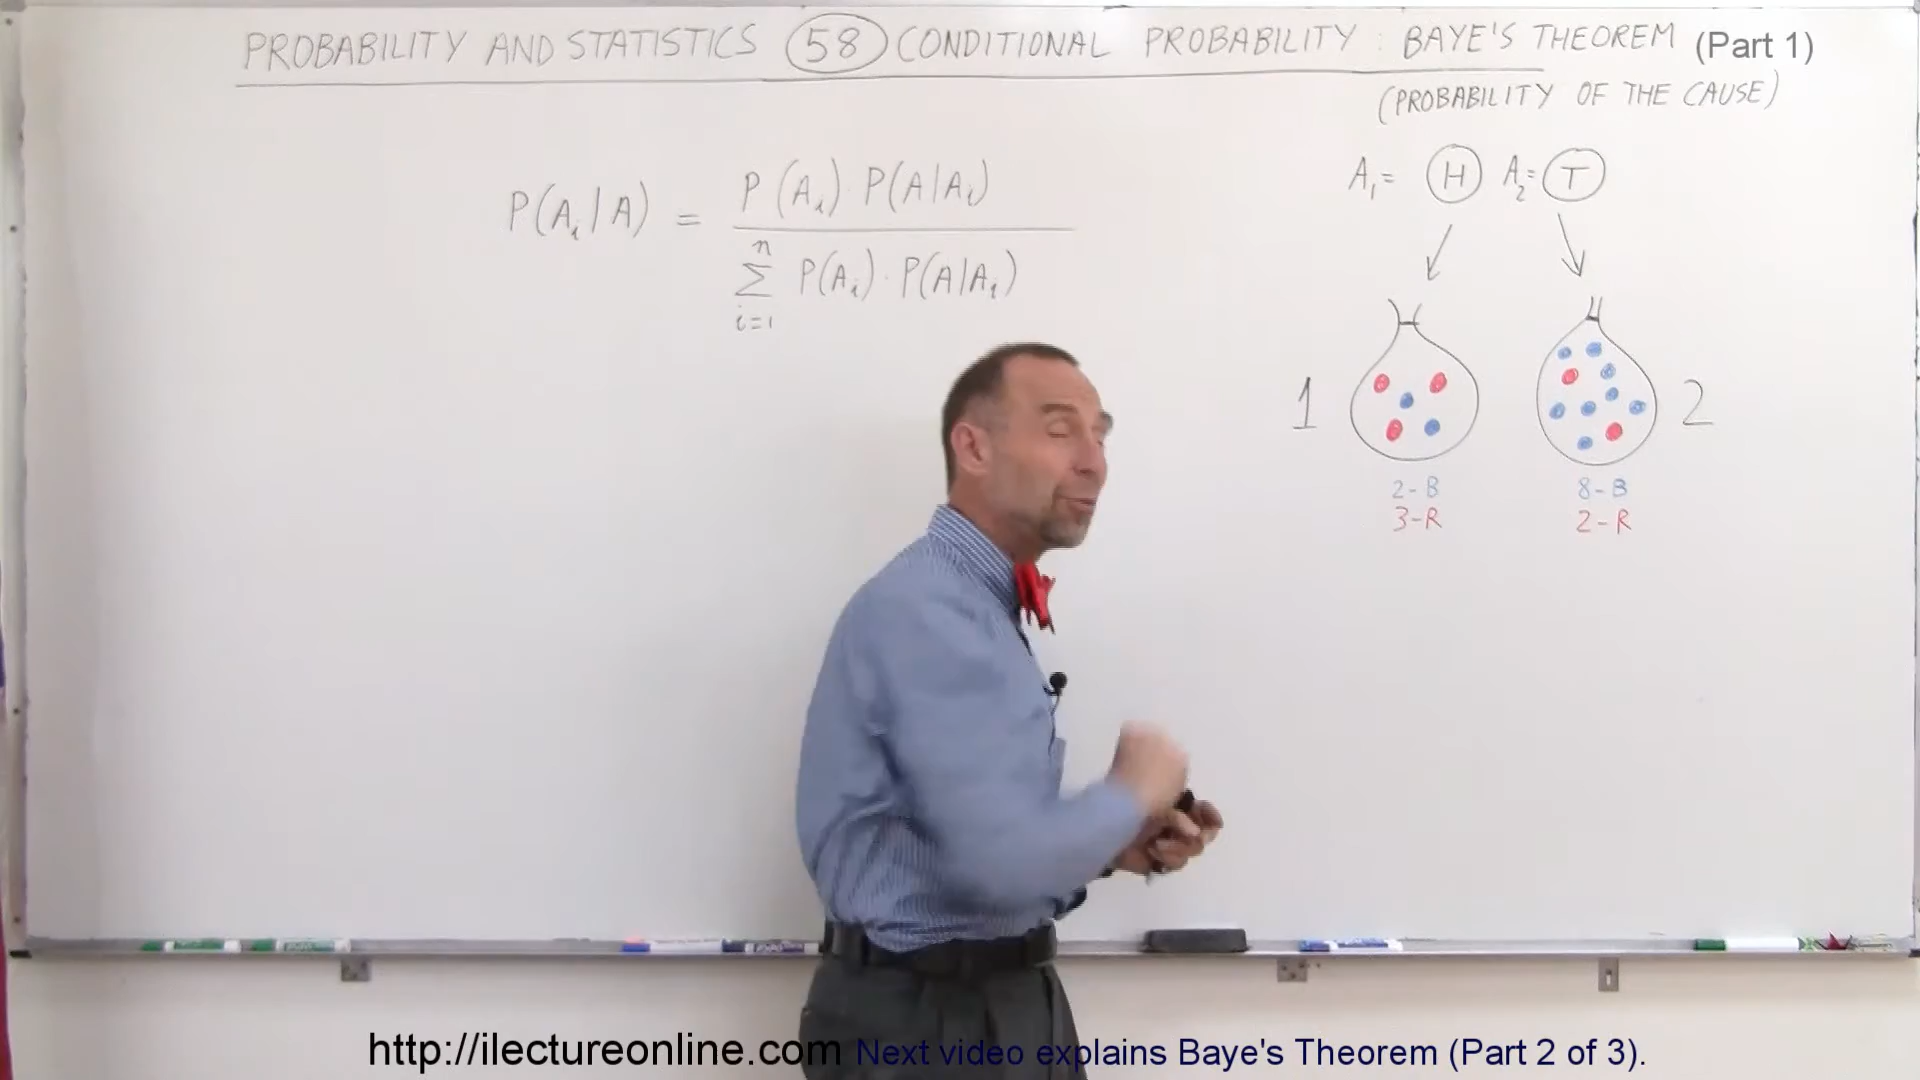 PROBABILITY AND STATISTICS 58 CONDITIONAL PROBABILITY : BAYE'S THEOREM (Part 1)
(PROBABILITY OF THE CAUSE)
P(Ai/A) = P(Ai)·P(A/Ai)
n
Σ P(Ai)·P(A/Ai)
i=1
A1= H A2= T
1 2
2-B 8-B
3-R 2-R
http://ilectureonline.com Next video explains Baye's Theorem (Part 2 of 3).